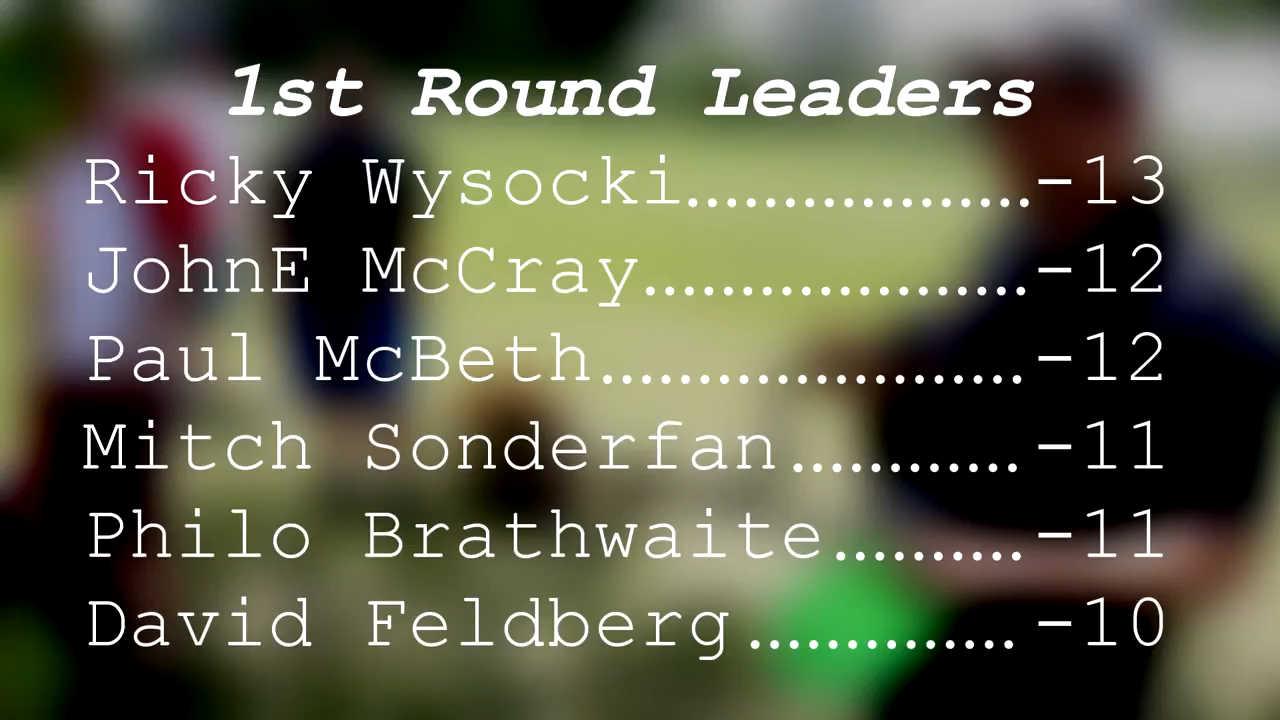 1st Round Leaders
Ricky Wysocki..................-13
JohnE McCray....................-12
Paul McBeth......................-12
Mitch Sonderfan............-11
Philo Brathwaite..........-11
David Feldberg..............-10